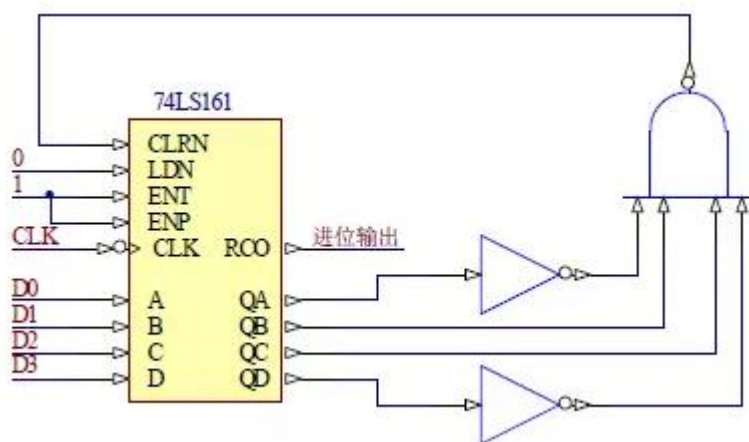 74LS161
CLRN
0 LDN
1 ENT
ENP
CLK CLK RCO 进位输出
D0 A QA
D1 B QB
D2 C QC
D3 D QD